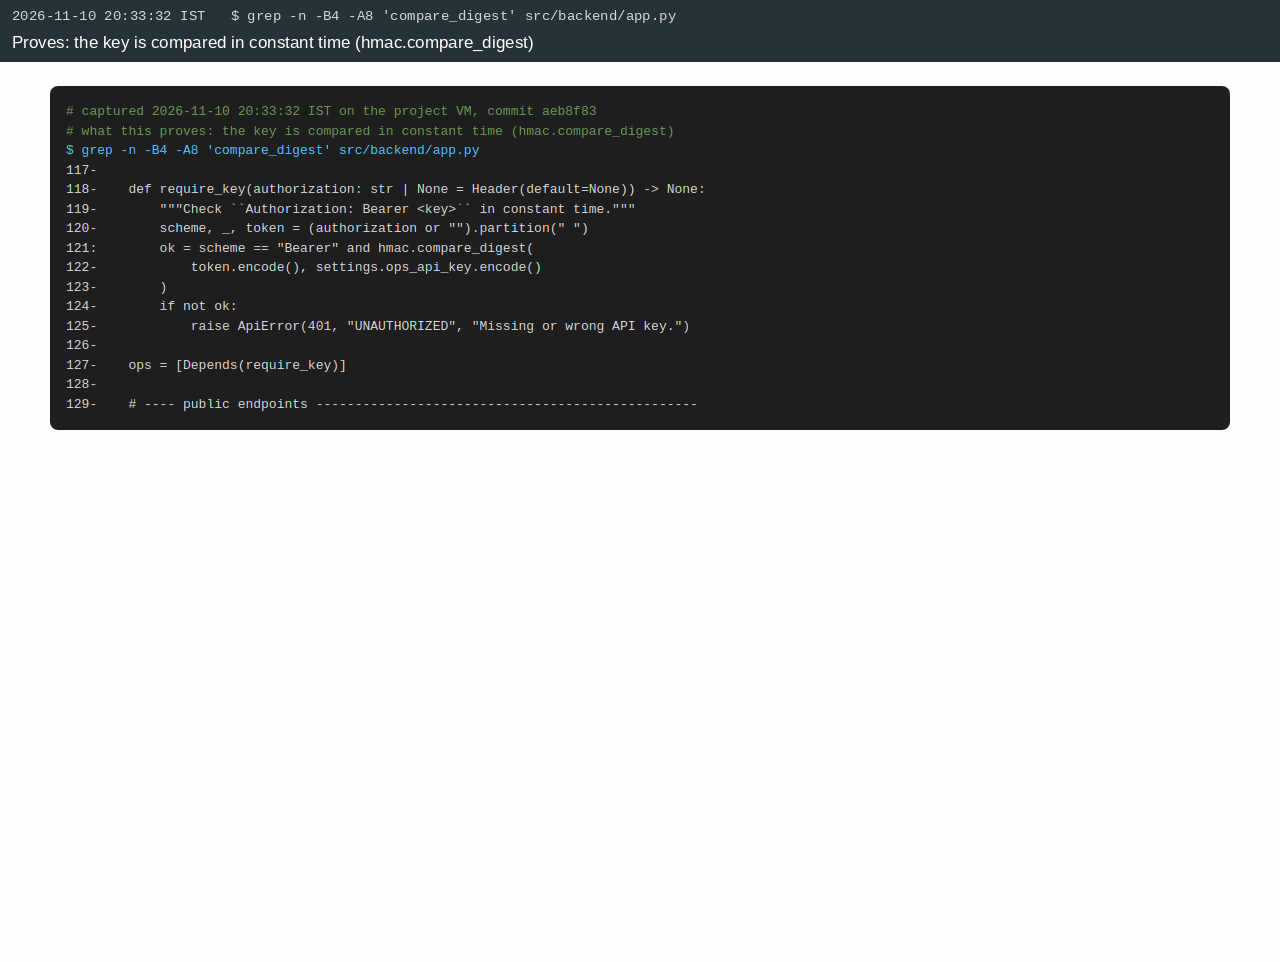 2026-11-10 20:33:32 IST   $ grep -n -B4 -A8 'compare_digest' src/backend/app.py
Proves: the key is compared in constant time (hmac.compare_digest)
# captured 2026-11-10 20:33:32 IST on the project VM, commit aeb8f83
# what this proves: the key is compared in constant time (hmac.compare_digest)
$ grep -n -B4 -A8 'compare_digest' src/backend/app.py
117-
118-    def require_key(authorization: str | None = Header(default=None)) -> None:
119-        """Check ``Authorization: Bearer <key>`` in constant time."""
120-        scheme, _, token = (authorization or "").partition(" ")
121:        ok = scheme == "Bearer" and hmac.compare_digest(
122-            token.encode(), settings.ops_api_key.encode()
123-        )
124-        if not ok:
125-            raise ApiError(401, "UNAUTHORIZED", "Missing or wrong API key.")
126-
127-    ops = [Depends(require_key)]
128-
129-    # ---- public endpoints -------------------------------------------------